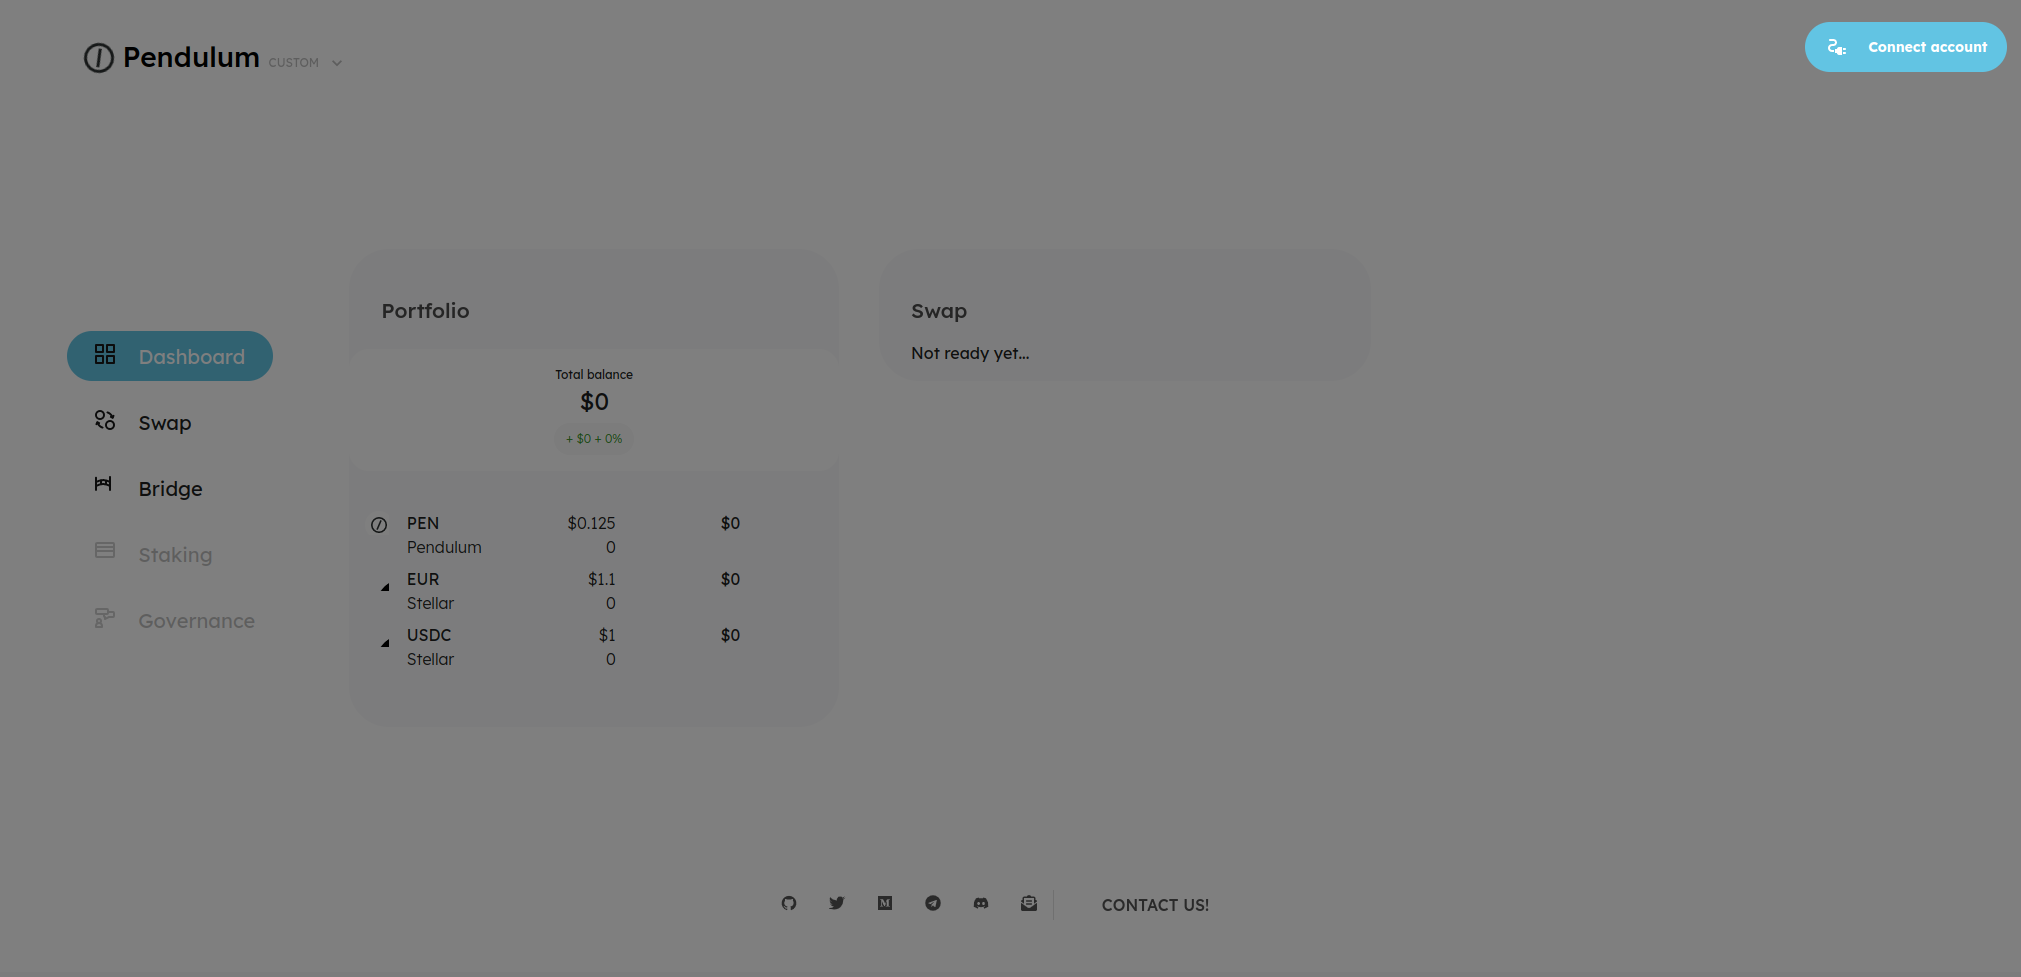 Pendulum CUSTOM
Connect account
Dashboard
Swap
Bridge
Staking
Governance
Portfolio
Total balance
$0
+ $0 + 0%
PEN $0.125 $0
Pendulum 0
EUR $1.1 $0
Stellar 0
USDC $1 $0
Stellar 0
Swap
Not ready yet...
CONTACT US!